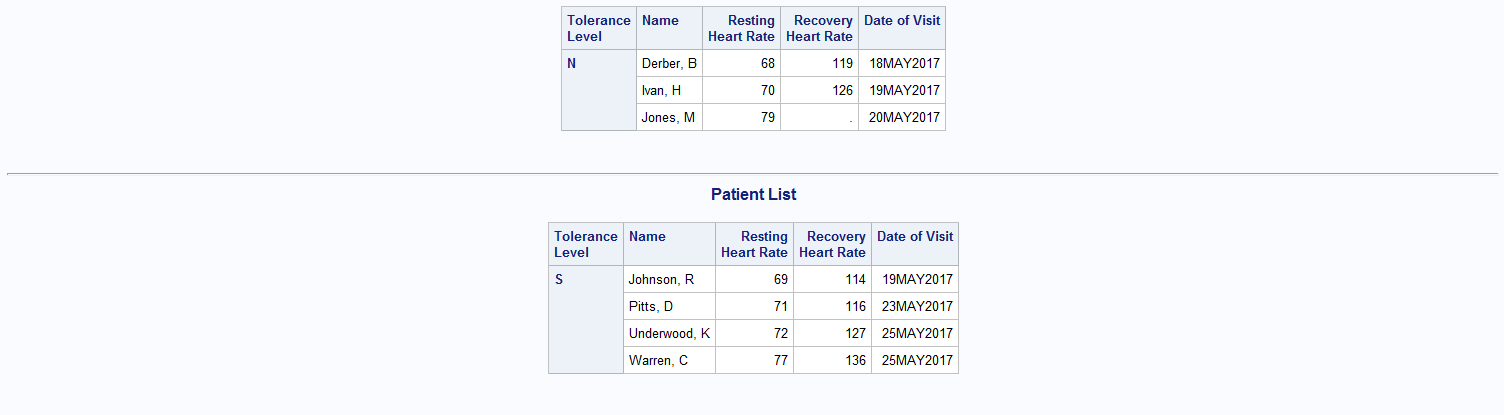 Tolerance Level Name Resting Heart Rate Recovery Heart Rate Date of Visit
N Derber, B 68 119 18MAY2017
Ivan, H 70 126 19MAY2017
Jones, M 79 . 20MAY2017
Patient List
Tolerance Level Name Resting Heart Rate Recovery Heart Rate Date of Visit
S Johnson, R 69 114 19MAY2017
Pitts, D 71 116 23MAY2017
Underwood, K 72 127 25MAY2017
Warren, C 77 136 25MAY2017